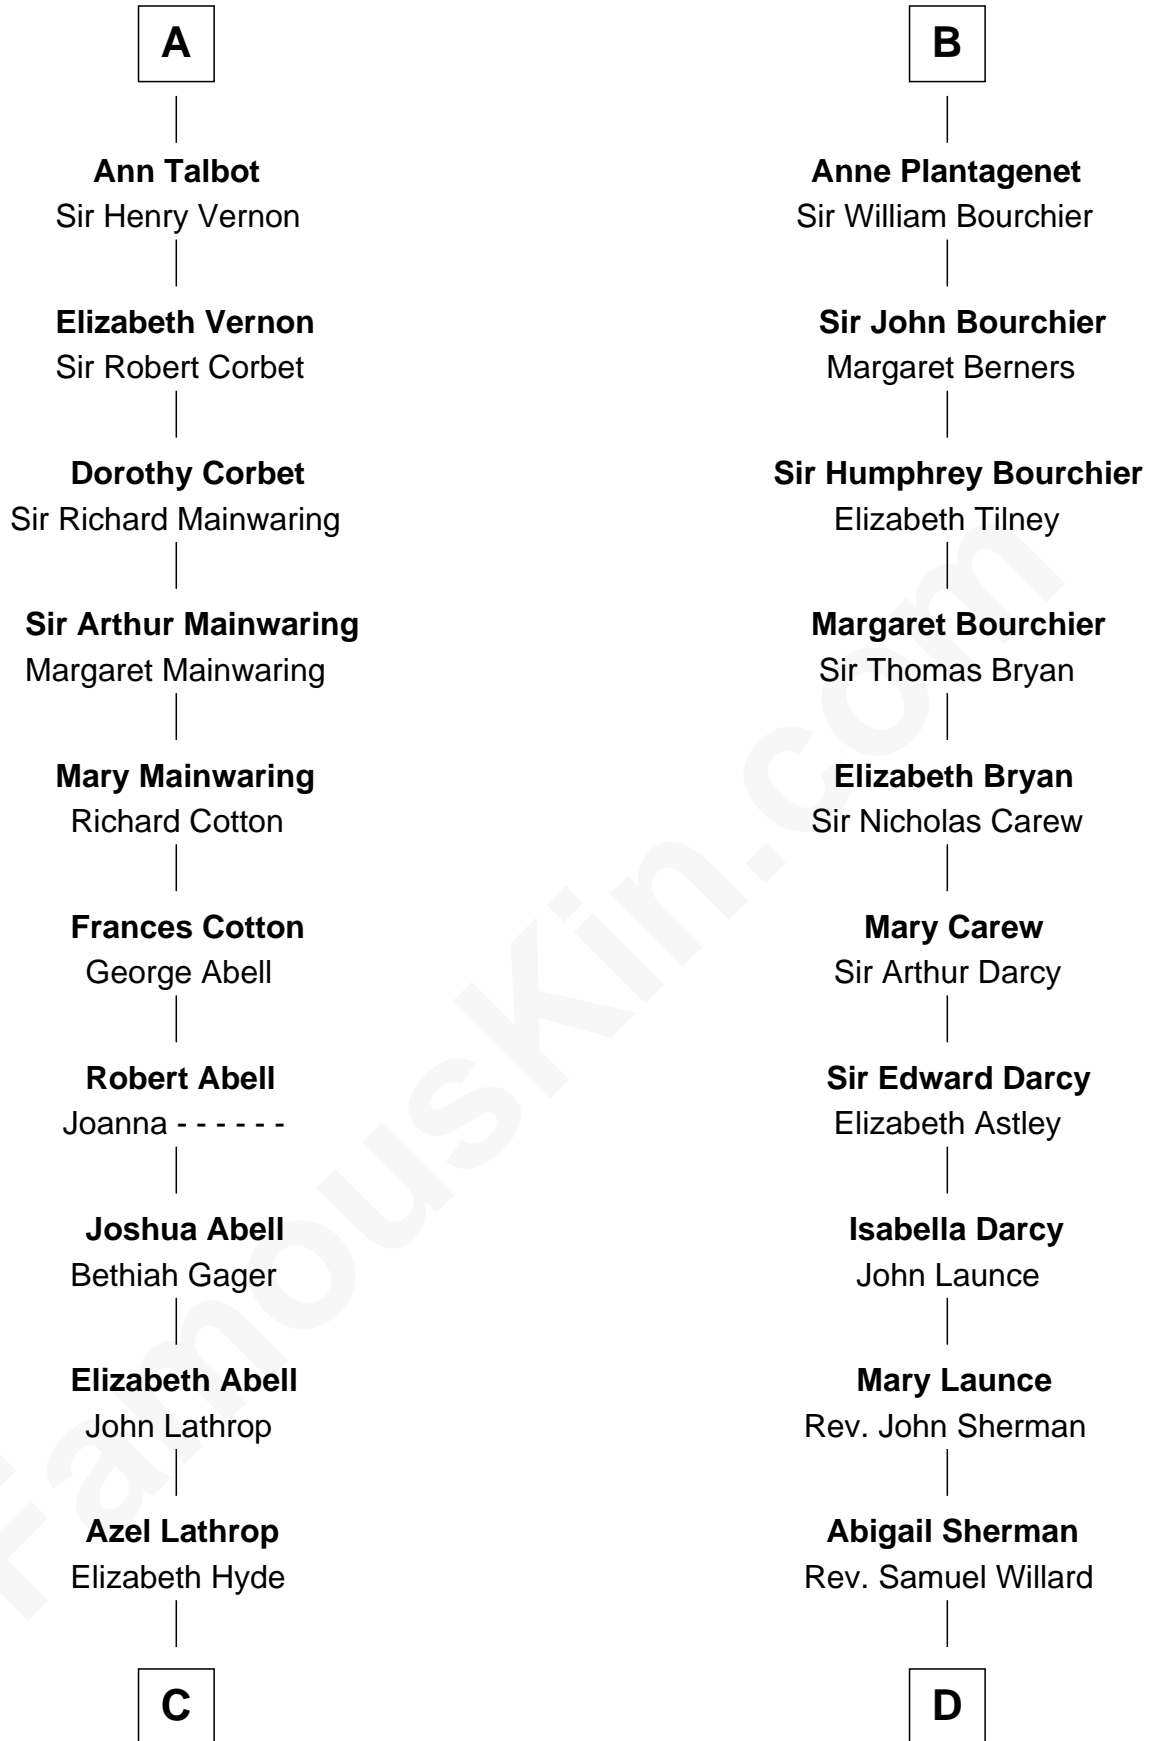 A
Ann Talbot
Sir Henry Vernon
Elizabeth Vernon
Sir Robert Corbet
Dorothy Corbet
Sir Richard Mainwaring
Sir Arthur Mainwaring
Margaret Mainwaring
Mary Mainwaring
Richard Cotton
Frances Cotton
George Abell
Robert Abell
Joanna - - - - - -
Joshua Abell
Bethiah Gager
Elizabeth Abell
John Lathrop
Azel Lathrop
Elizabeth Hyde
C
B
Anne Plantagenet
Sir William Bourchier
Sir John Bourchier
Margaret Berners
Sir Humphrey Bourchier
Elizabeth Tilney
Margaret Bourchier
Sir Thomas Bryan
Elizabeth Bryan
Sir Nicholas Carew
Mary Carew
Sir Arthur Darcy
Sir Edward Darcy
Elizabeth Astley
Isabella Darcy
John Launce
Mary Launce
Rev. John Sherman
Abigail Sherman
Rev. Samuel Willard
D
FamousKin.com